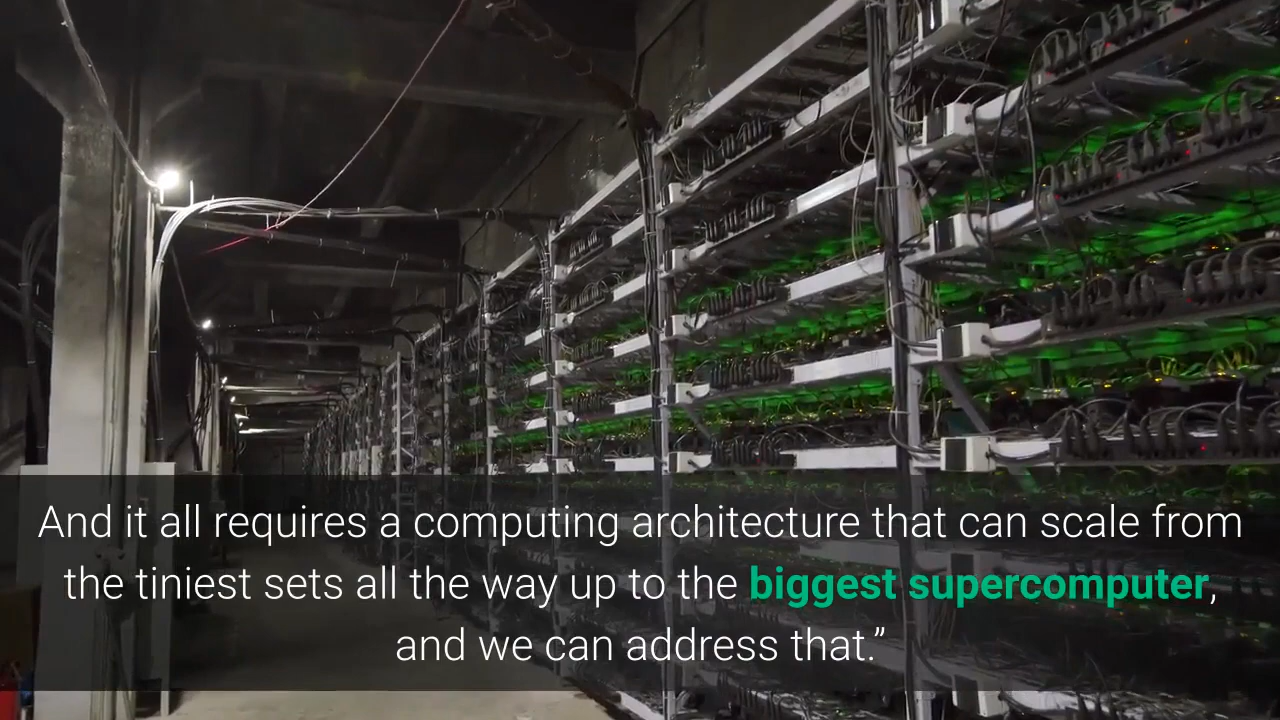 And it all requires a computing architecture that can scale from
the tiniest sets all the way up to the biggest supercomputer,
and we can address that.”